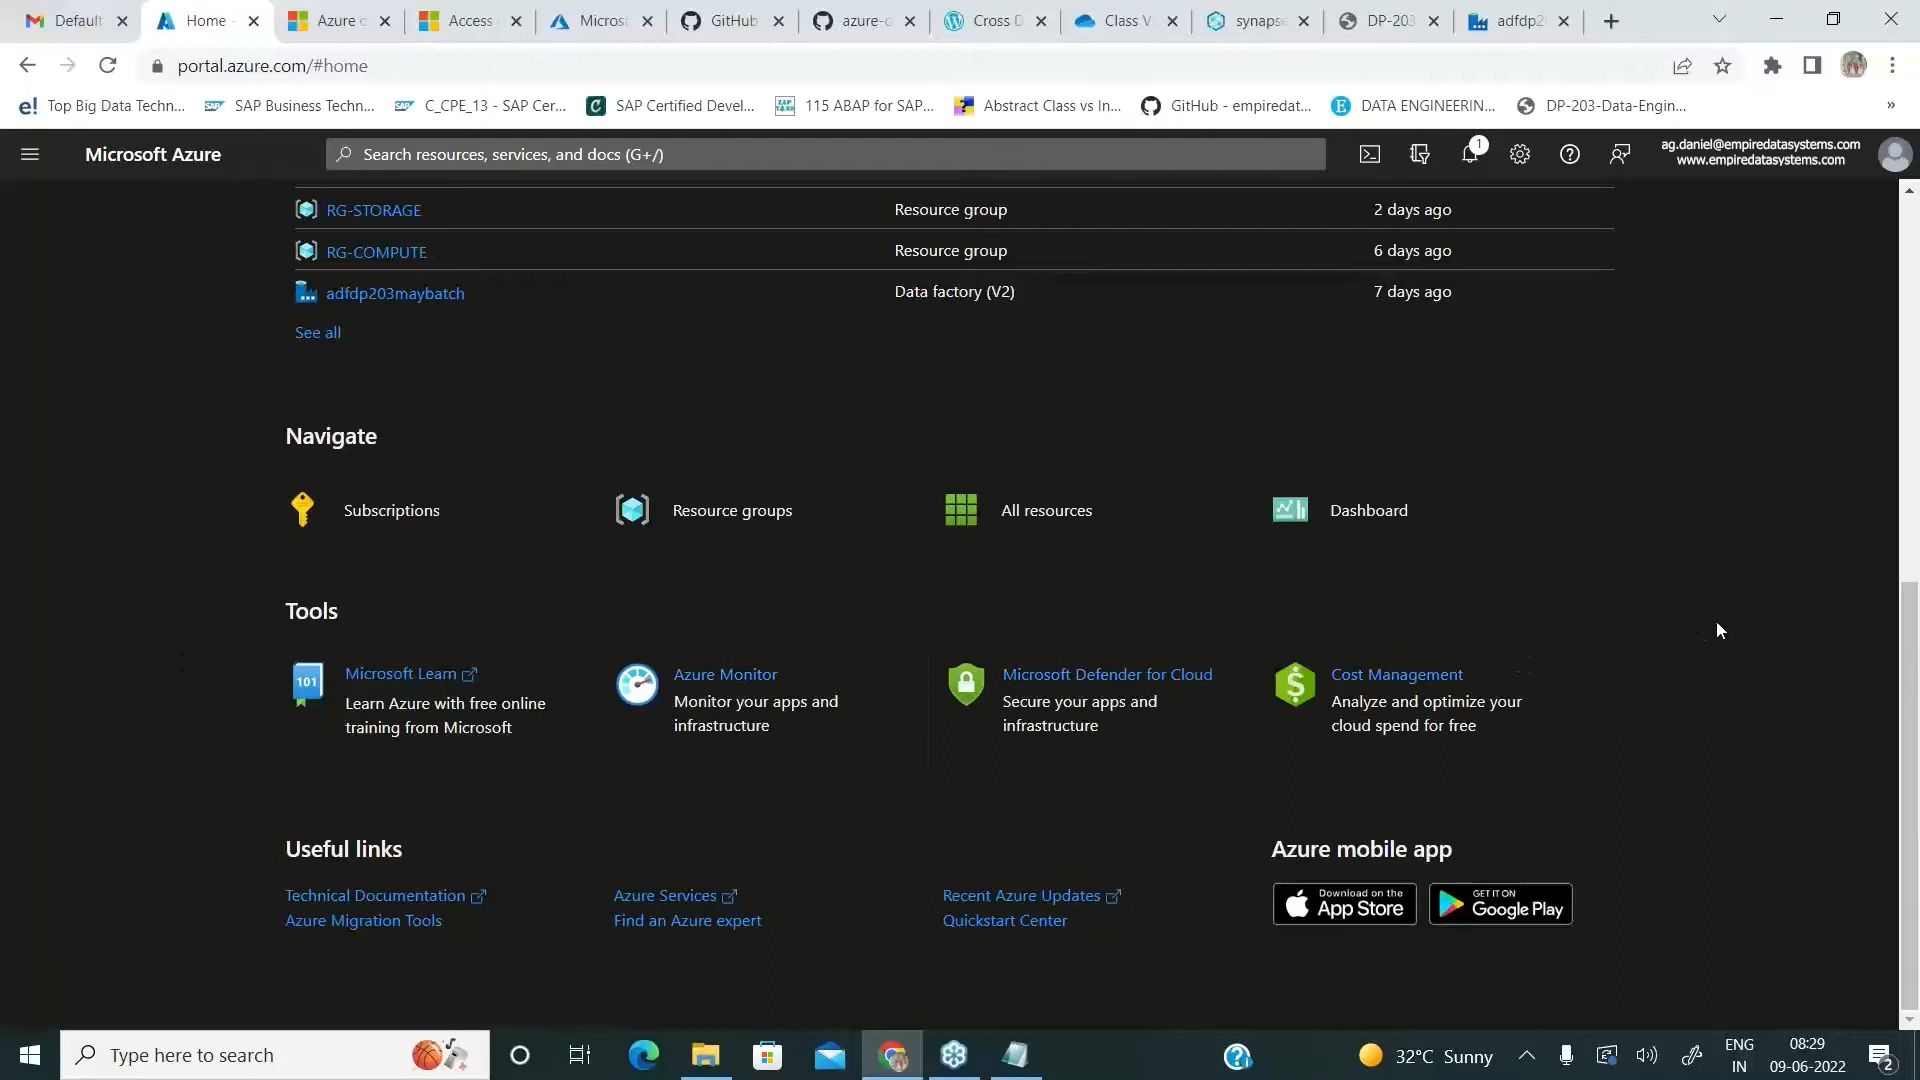 Default
Home -
Azure c
Access
Micros
GitHub
azure-c
Cross D
Class V
synaps
DP-203
adfdp2
portal.azure.com/#home
Top Big Data Techn...
SAP Business Techn...
C_CPE_13 - SAP Cer...
SAP Certified Devel...
115 ABAP for SAP...
Abstract Class vs In...
GitHub - empiredat...
DATA ENGINEERIN...
DP-203-Data-Engin...
»
Microsoft Azure
Search resources, services, and docs (G+/)
1
ag.daniel@empiredatasystems.com
www.empiredatasystems.com
RG-STORAGE Resource group 2 days ago
RG-COMPUTE Resource group 6 days ago
adfdp203maybatch Data factory (V2) 7 days ago
See all
Navigate
Subscriptions
Resource groups
All resources
Dashboard
Tools
101
Microsoft Learn
Learn Azure with free online
training from Microsoft
Azure Monitor
Monitor your apps and
infrastructure
Microsoft Defender for Cloud
Secure your apps and
infrastructure
Cost Management
Analyze and optimize your
cloud spend for free
Useful links
Technical Documentation
Azure Migration Tools
Azure Services
Find an Azure expert
Recent Azure Updates
Quickstart Center
Azure mobile app
Download on the
App Store
GET IT ON
Google Play
Type here to search
32°C Sunny
ENG
IN
08:29
09-06-2022
2